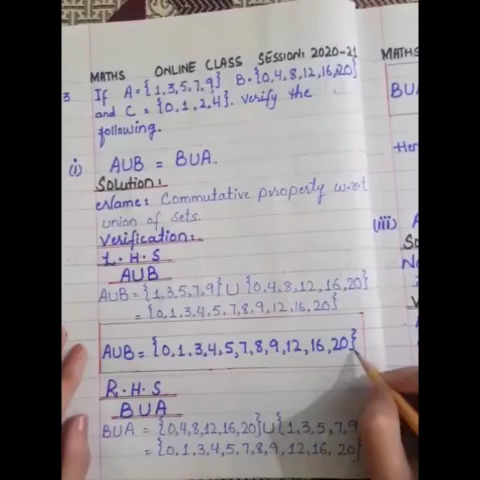 MATHS ONLINE CLASS SESSION: 2020-21
3 If A = {1,3,5,7,9} B = {0,4,8,12,16,20}
and C = {0,1,2,4}. verify the
following.
(i) AUB = BUA.
Solution:
Name: Commutative property w.r.t
union of sets.
Verification:
L.H.S
AUB
AUB = {1,3,5,7,9} U {0,4,8,12,16,20}
= {0,1,3,4,5,7,8,9,12,16,20}
AUB = {0,1,3,4,5,7,8,9,12,16,20}
R.H.S
BUA
BUA = {0,4,8,12,16,20}U{1,3,5,7,9
= {0,1,3,4,5,7,8,9,12,16,20}
MATHS
BU
(iii)